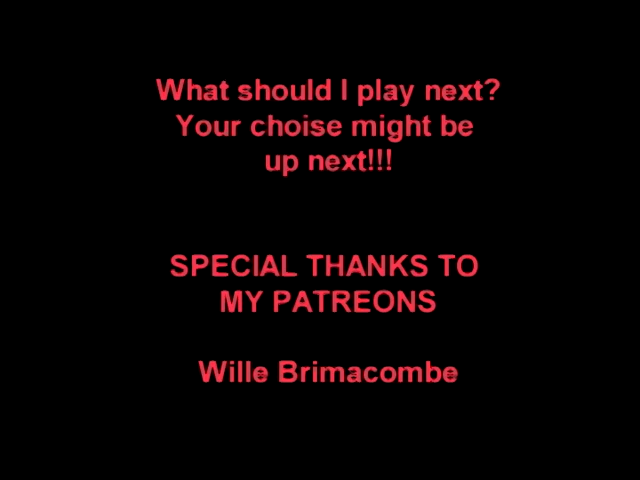 What should I play next?
Your choise might be
up next!!!
SPECIAL THANKS TO
MY PATREONS
Wille Brimacombe